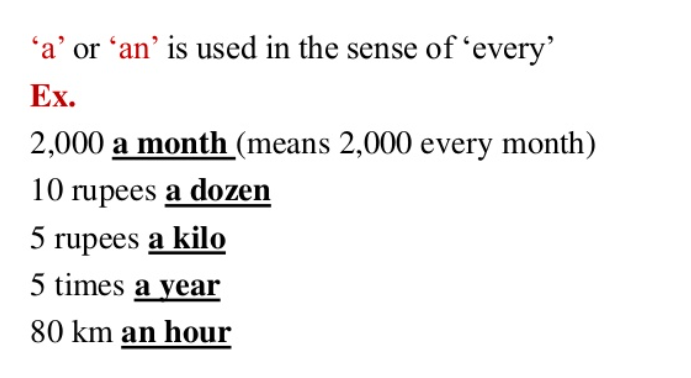 ‘a’ or ‘an’ is used in the sense of ‘every’
Ex.
2,000 a month (means 2,000 every month)
10 rupees a dozen
5 rupees a kilo
5 times a year
80 km an hour